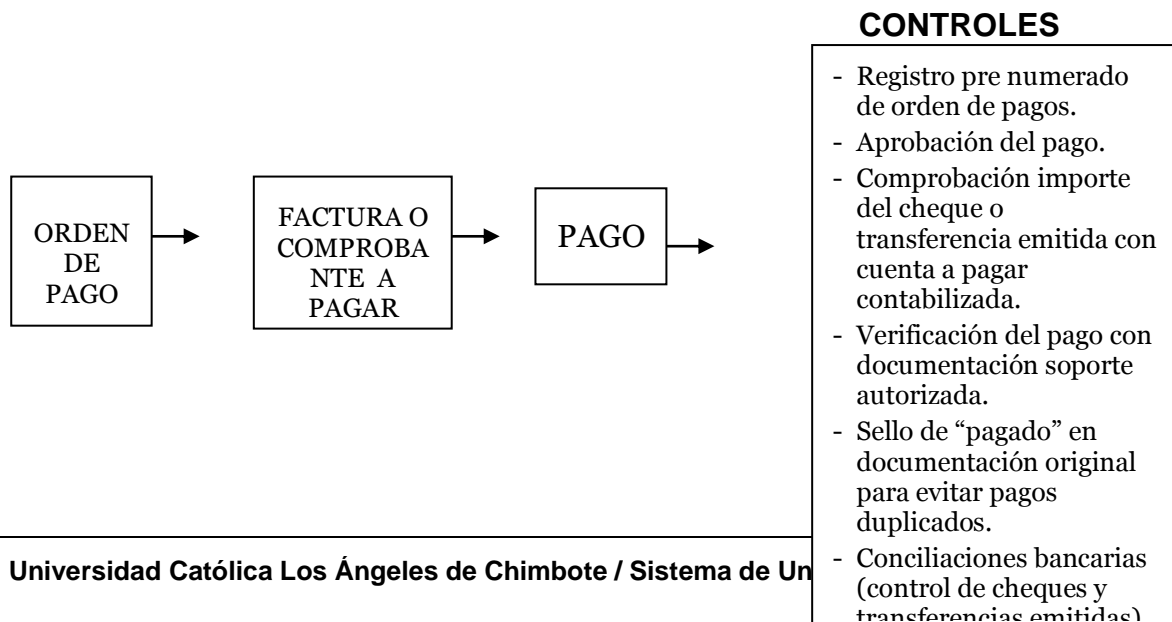 CONTROLES
ORDEN
DE
PAGO
FACTURA O
COMPROBA
NTE A
PAGAR
PAGO
- Registro pre numerado
de orden de pagos.
- Aprobación del pago.
- Comprobación importe
del cheque o
transferencia emitida con
cuenta a pagar
contabilizada.
- Verificación del pago con
documentación soporte
autorizada.
- Sello de “pagado” en
documentación original
para evitar pagos
duplicados.
- Conciliaciones bancarias
(control de cheques y
transferencias emitidas)
Universidad Católica Los Ángeles de Chimbote / Sistema de Un